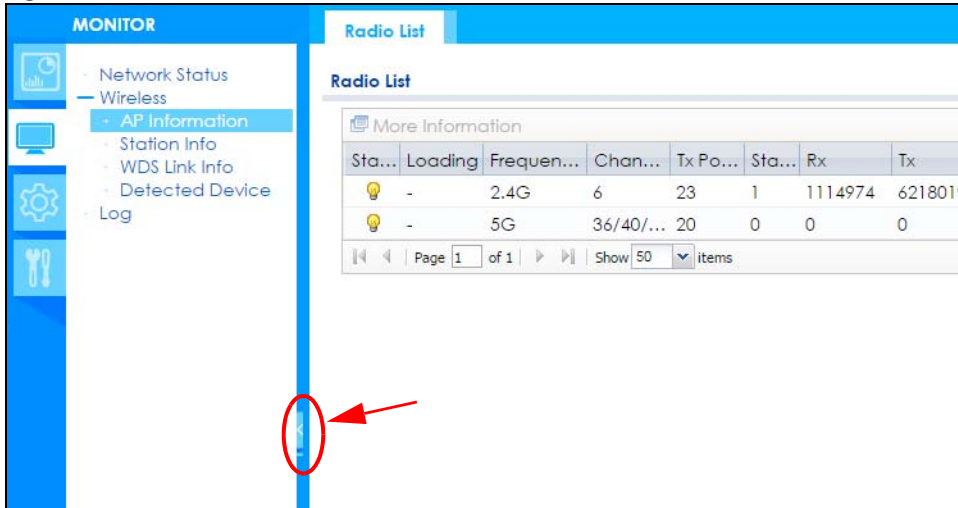 MONITOR
Radio List
Network Status
Wireless
AP Information
Station Info
WDS Link Info
Detected Device
Log
Radio List
More Information
Sta... Loading Frequen... Chan... Tx Po... Sta... Rx Tx
- 2.4G 6 23 1 1114974 621801
- 5G 36/40/... 20 0 0 0
Page 1 of 1 Show 50 items